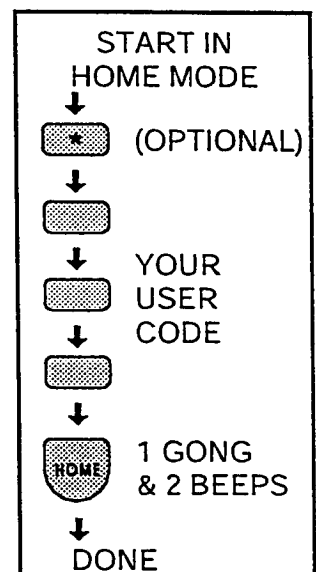 START IN
HOME MODE
* (OPTIONAL)
YOUR
USER
CODE
HOME 1 GONG
& 2 BEEPS
DONE